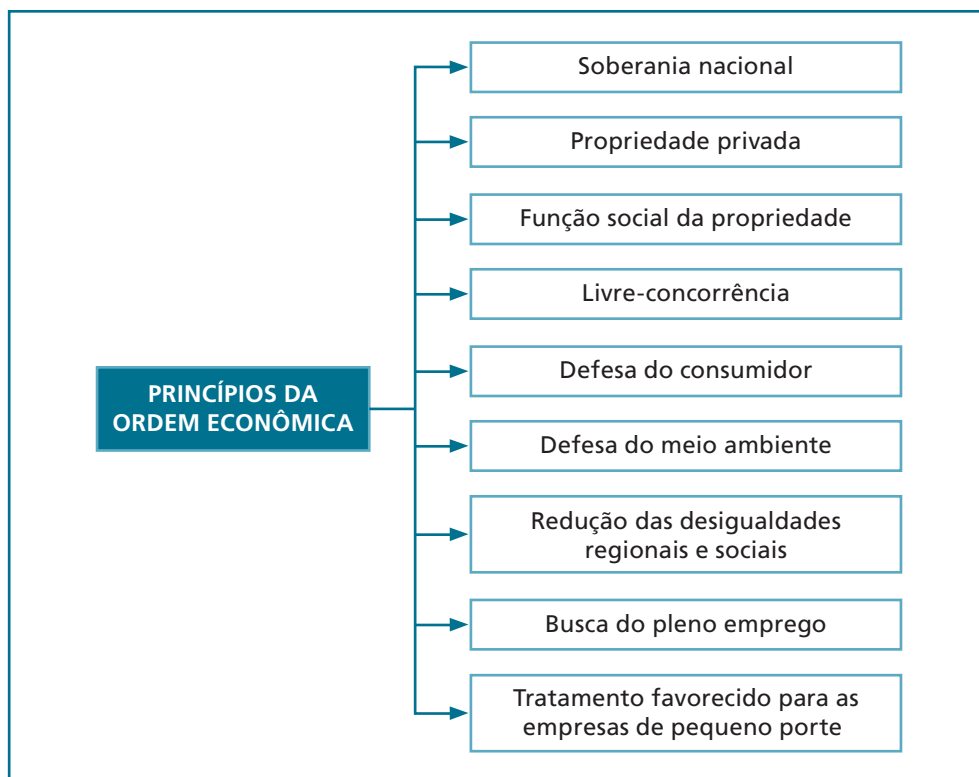 Soberania nacional
Propriedade privada
Função social da propriedade
Livre-concorrência
Defesa do consumidor
PRINCÍPIOS DA
ORDEM ECONÔMICA
Defesa do meio ambiente
Redução das desigualdades
regionais e sociais
Busca do pleno emprego
Tratamento favorecido para as
empresas de pequeno porte